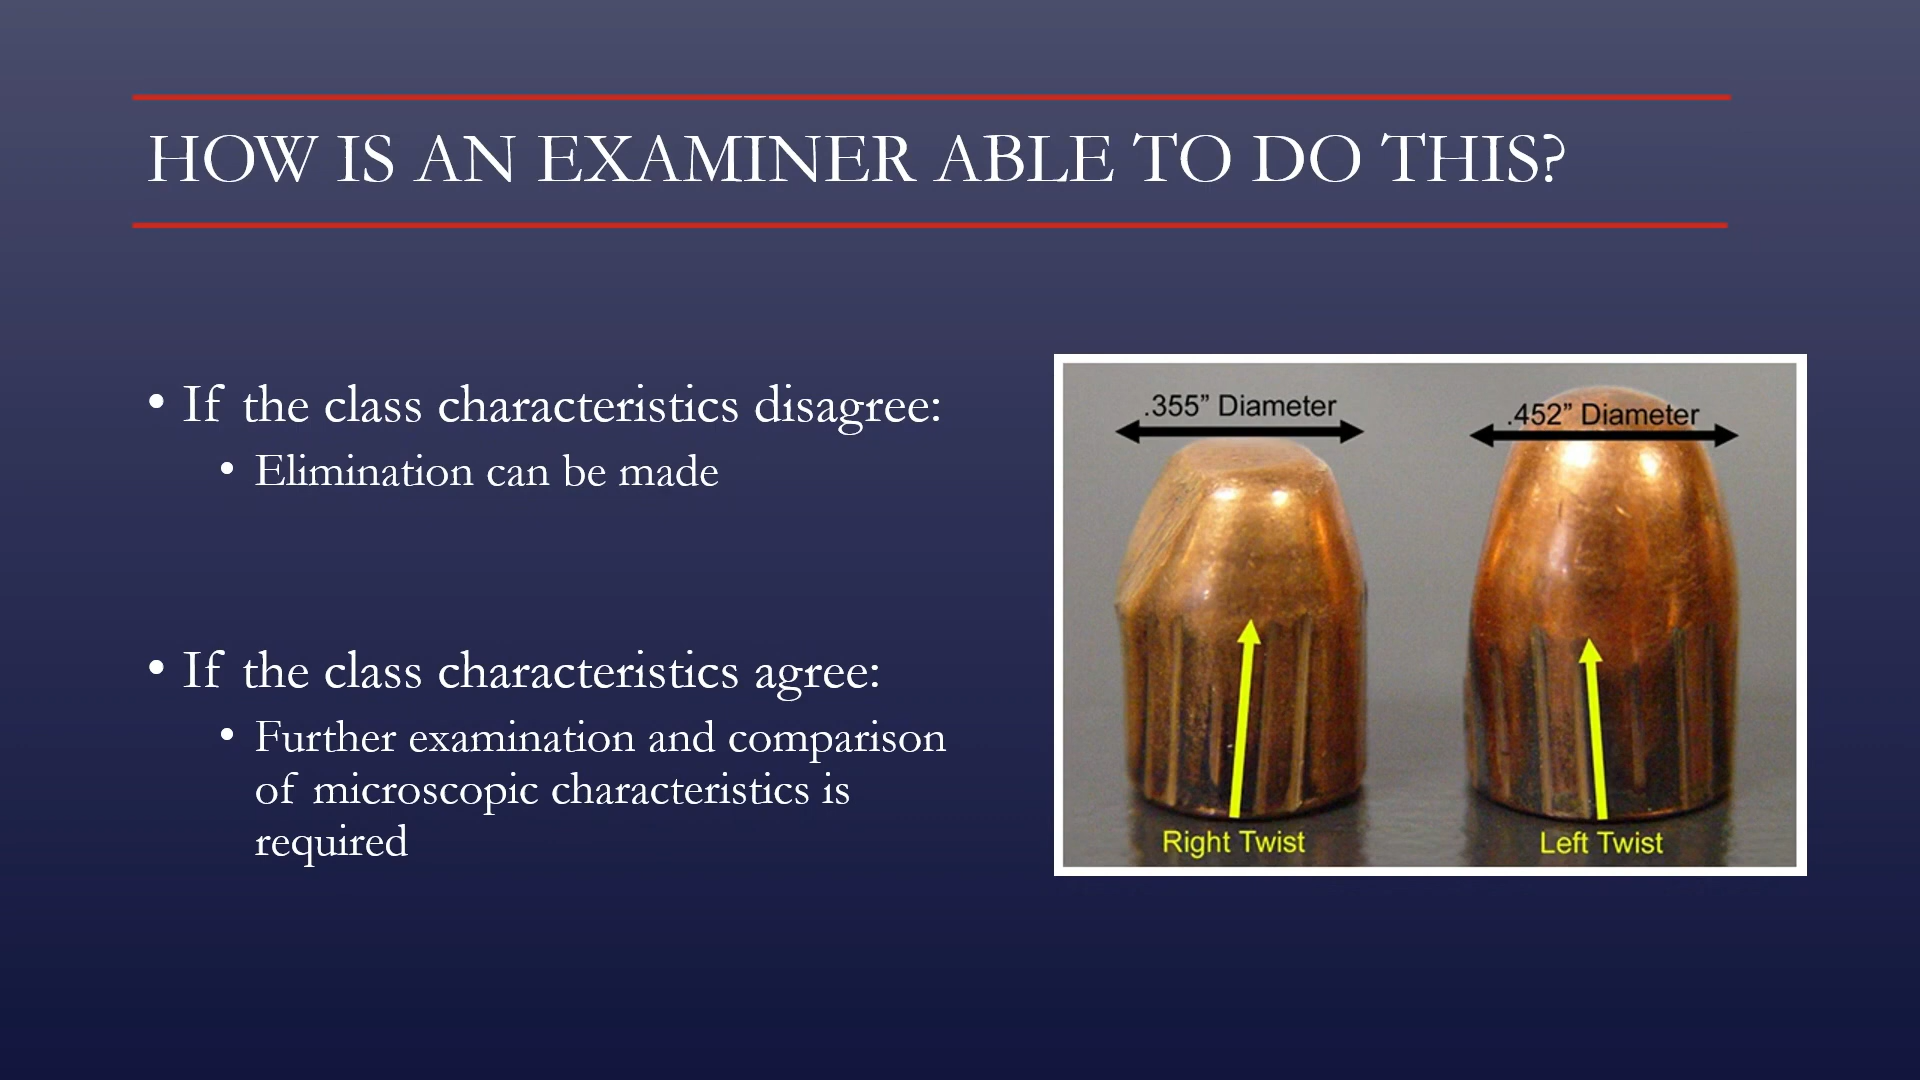 HOW IS AN EXAMINER ABLE TO DO THIS?
• If the class characteristics disagree:
• Elimination can be made
• If the class characteristics agree:
• Further examination and comparison
of microscopic characteristics is
required
.355” Diameter
.452” Diameter
Right Twist
Left Twist